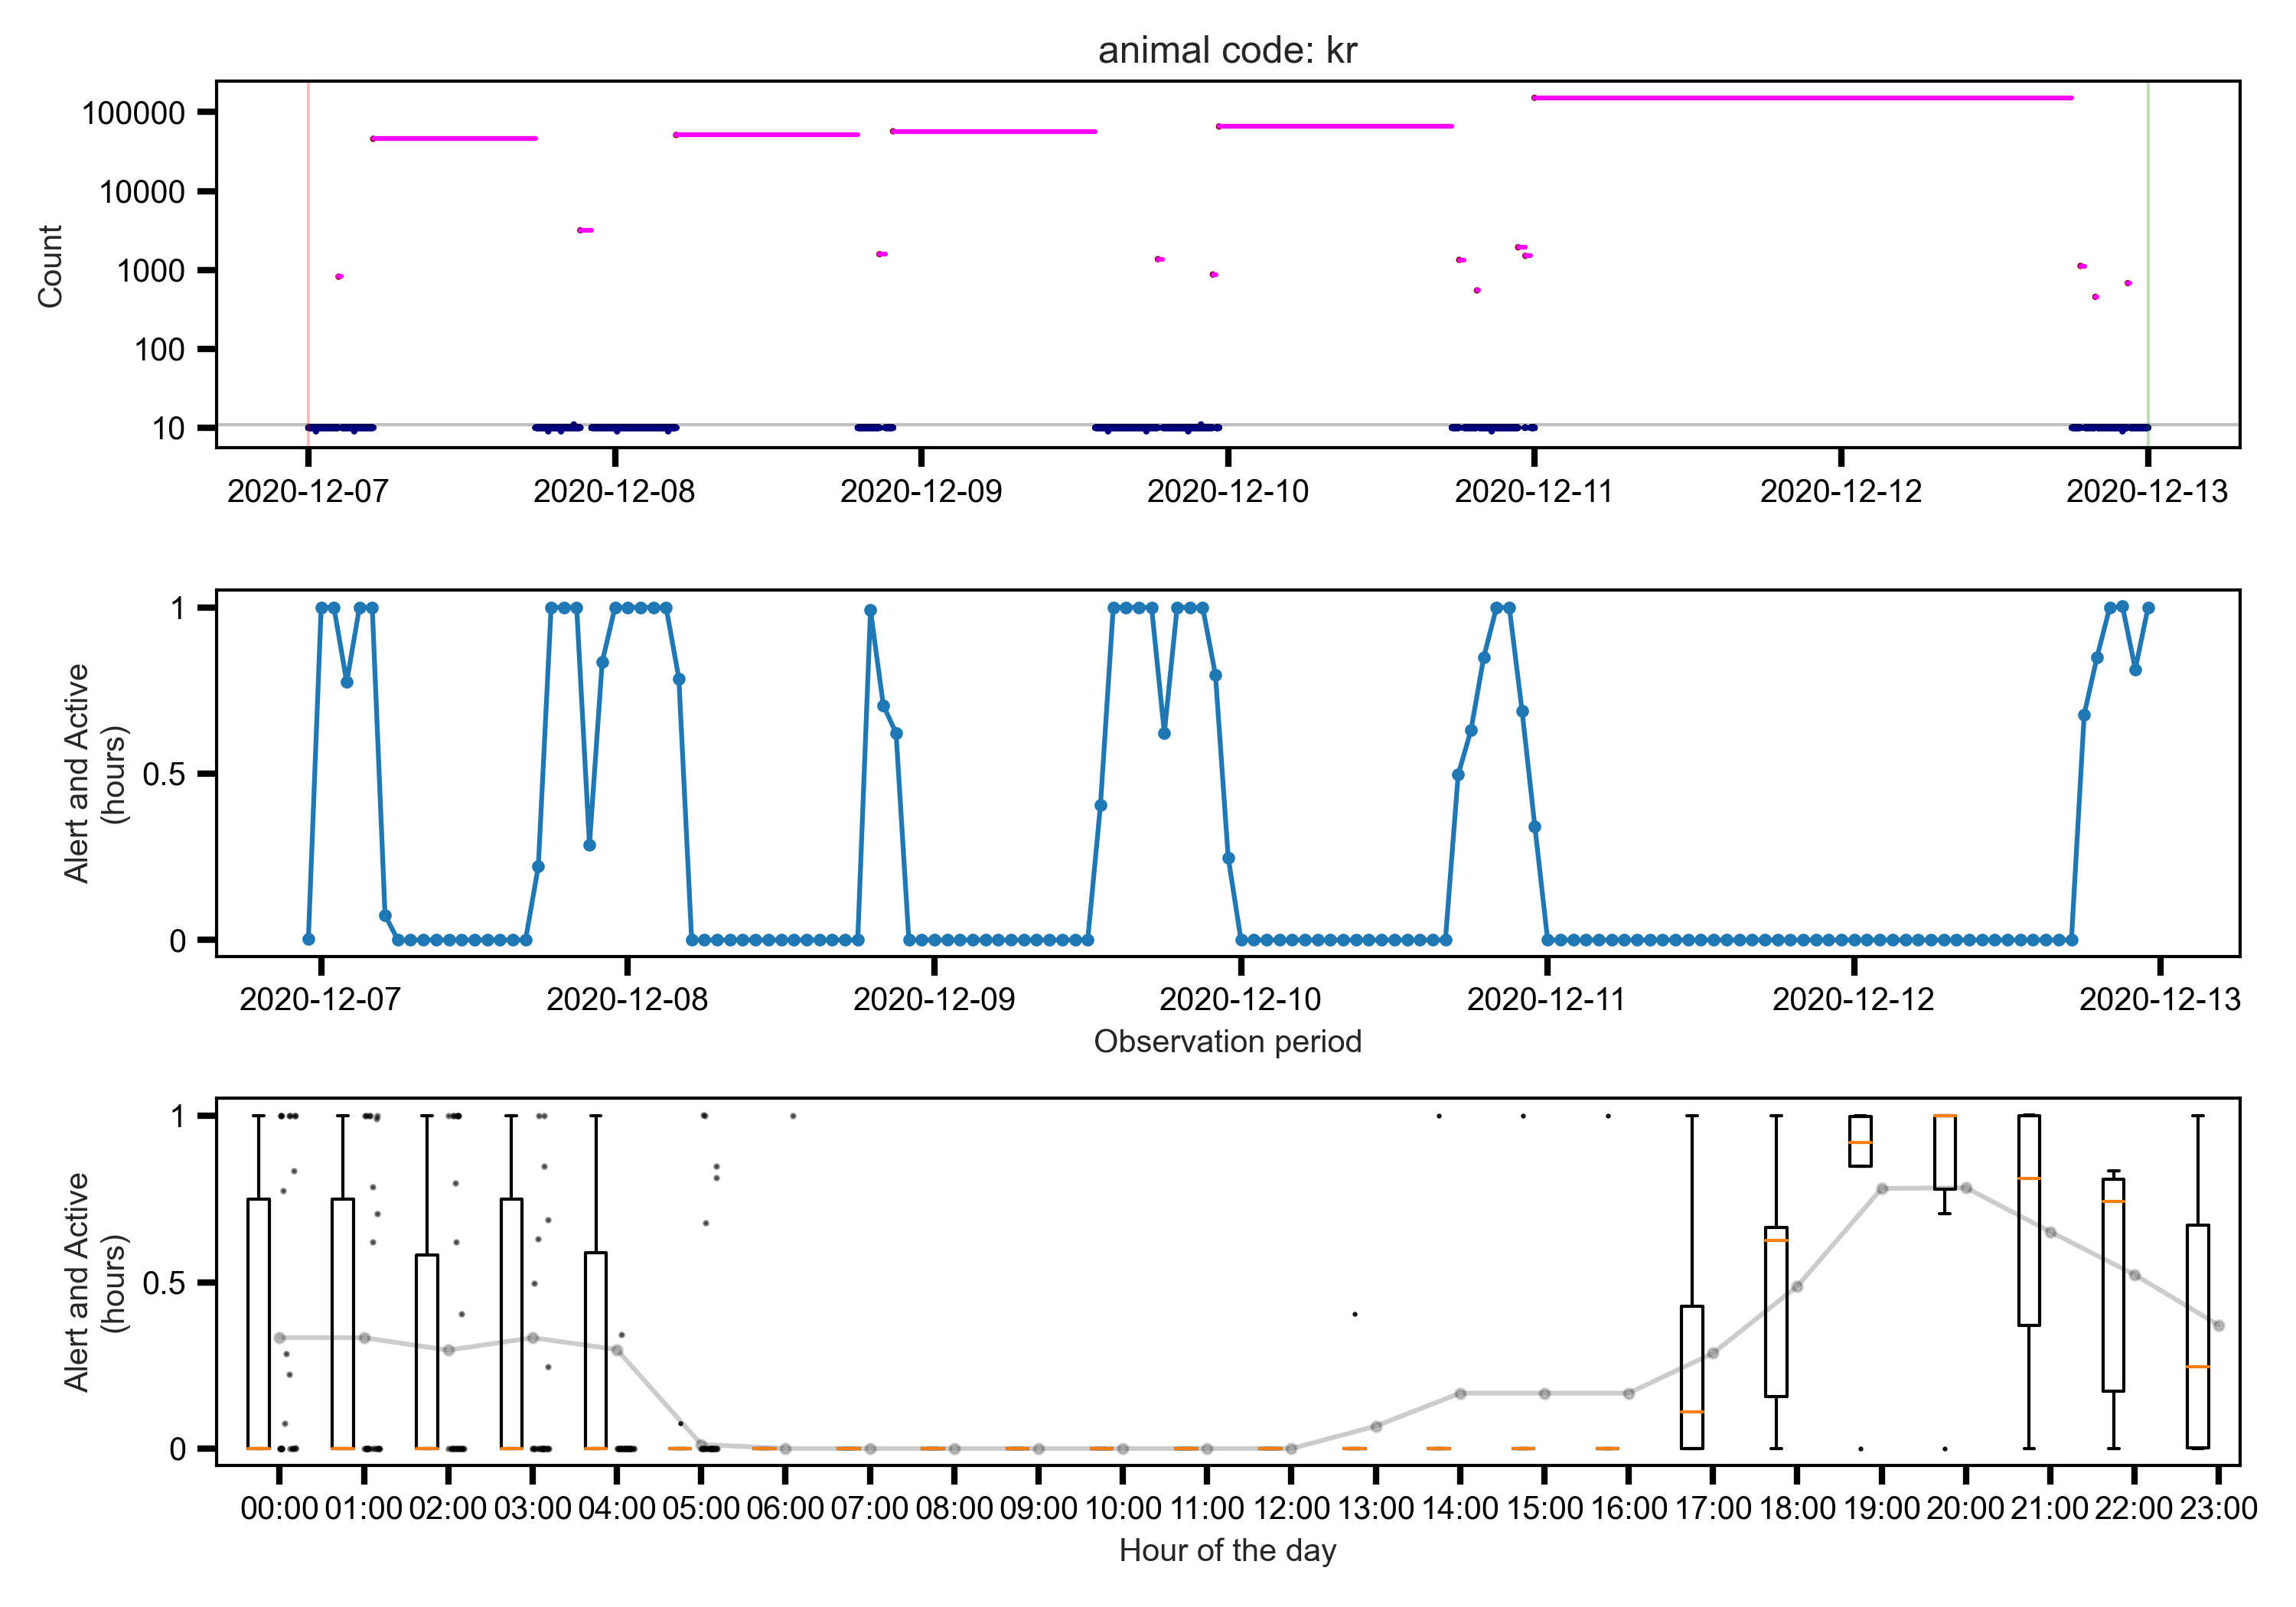 animal code: kr
Count
100000
10000
1000
100
10
2020-12-07 2020-12-08 2020-12-09 2020-12-10 2020-12-11 2020-12-12 2020-12-13
Alert and Active
(hours)
1
0.5
0
2020-12-07 2020-12-08 2020-12-09 2020-12-10 2020-12-11 2020-12-12 2020-12-13
Observation period
Alert and Active
(hours)
1
0.5
0
00:00 01:00 02:00 03:00 04:00 05:00 06:00 07:00 08:00 09:00 10:00 11:00 12:00 13:00 14:00 15:00 16:00 17:00 18:00 19:00 20:00 21:00 22:00 23:00
Hour of the day